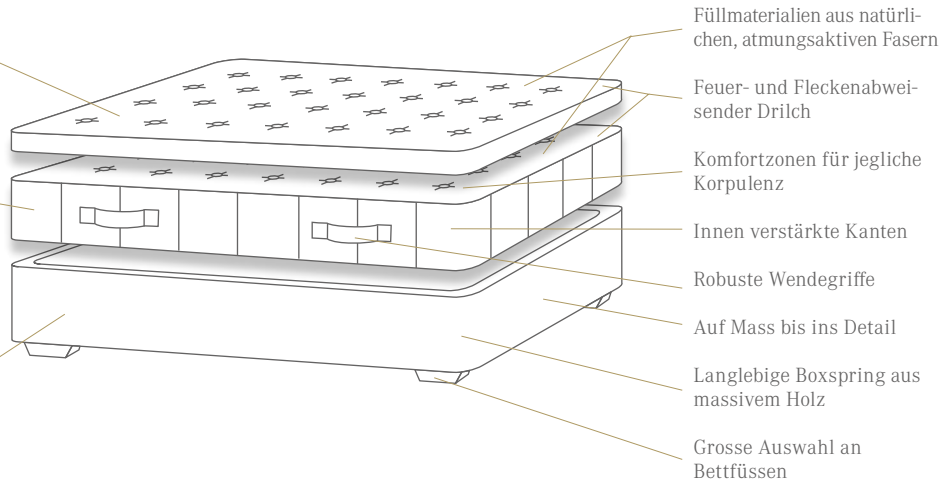 Füllmaterialien aus natürli-
chen, atmungsaktiven Fasern
Feuer- und Fleckenabwei-
sender Drilch
Komfortzonen für jegliche
Korpulenz
Innen verstärkte Kanten
Robuste Wendegriffe
Auf Mass bis ins Detail
Langlebige Boxspring aus
massivem Holz
Grosse Auswahl an
Bettfüssen